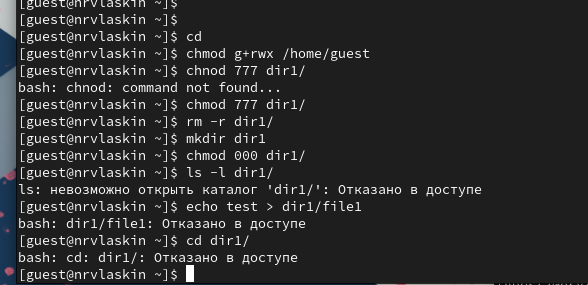 [guest@nrvlaskin ~]$
[guest@nrvlaskin ~]$
[guest@nrvlaskin ~]$ cd
[guest@nrvlaskin ~]$ chmod g+rwx /home/guest
[guest@nrvlaskin ~]$ chnod 777 dir1/
bash: chnod: command not found...
[guest@nrvlaskin ~]$ chmod 777 dir1/
[guest@nrvlaskin ~]$ rm -r dir1/
[guest@nrvlaskin ~]$ mkdir dir1
[guest@nrvlaskin ~]$ chmod 000 dir1/
[guest@nrvlaskin ~]$ ls -l dir1/
ls: невозможно открыть каталог 'dir1/': Отказано в доступе
[guest@nrvlaskin ~]$ echo test > dir1/file1
bash: dir1/file1: Отказано в доступе
[guest@nrvlaskin ~]$ cd dir1/
bash: cd: dir1/: Отказано в доступе
[guest@nrvlaskin ~]$